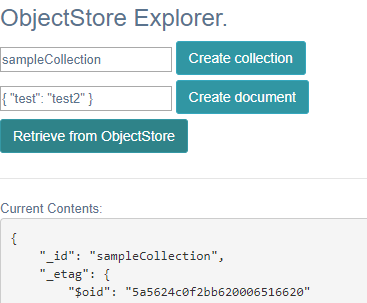 ObjectStore Explorer.
sampleCollection Create collection
{ "test": "test2" } Create document
Retrieve from ObjectStore
Current Contents:
{
    "_id": "sampleCollection",
    "_etag": {
        "$oid": "5a5624c0f2bb620006516620"